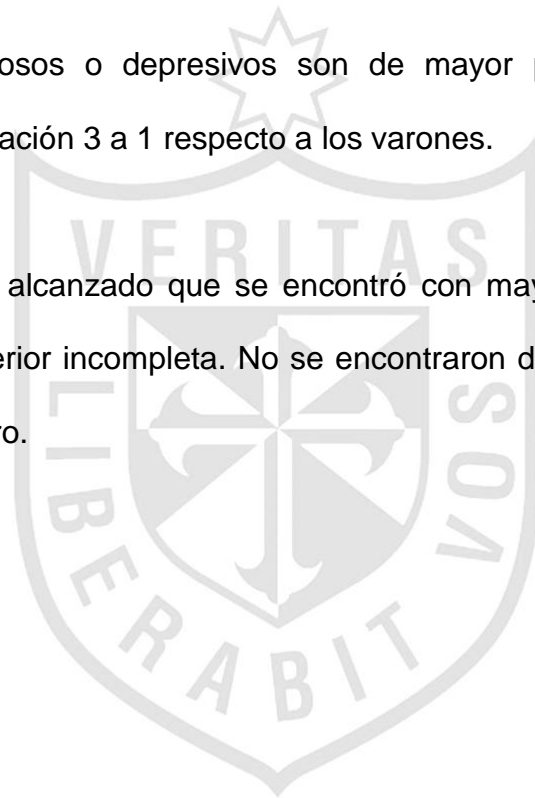 osos o depresivos son de mayor
ación 3 a 1 respecto a los varones.
VERITAS
alcanzado que se encontró con may
erior incompleta. No se encontraron d
ro.
LIBERABIT VOS